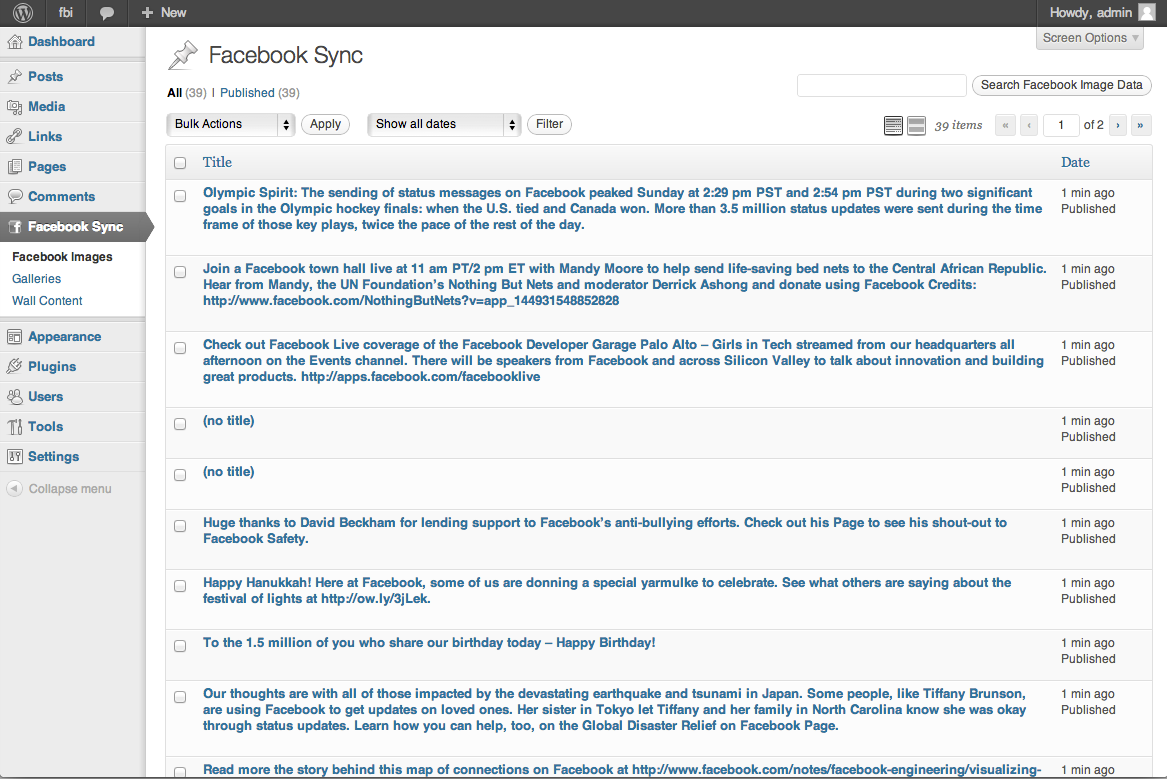 fbi
+ New
Howdy, admin
Dashboard
Posts
Media
Links
Pages
Comments
Facebook Sync
Facebook Images
Galleries
Wall Content
Appearance
Plugins
Users
Tools
Settings
Collapse menu
Screen Options
Facebook Sync
All (39) | Published (39)
Search Facebook Image Data
Bulk Actions
Apply
Show all dates
Filter
39 items « ‹ 1 of 2 › »
Title
Date
Olympic Spirit: The sending of status messages on Facebook peaked Sunday at 2:29 pm PST and 2:54 pm PST during two significant
goals in the Olympic hockey finals: when the U.S. tied and Canada won. More than 3.5 million status updates were sent during the time
frame of those key plays, twice the pace of the rest of the day.
1 min ago
Published
Join a Facebook town hall live at 11 am PT/2 pm ET with Mandy Moore to help send life-saving bed nets to the Central African Republic.
Hear from Mandy, the UN Foundation’s Nothing But Nets and moderator Derrick Ashong and donate using Facebook Credits:
http://www.facebook.com/NothingButNets?v=app_144931548852828
1 min ago
Published
Check out Facebook Live coverage of the Facebook Developer Garage Palo Alto – Girls in Tech streamed from our headquarters all
afternoon on the Events channel. There will be speakers from Facebook and across Silicon Valley to talk about innovation and building
great products. http://apps.facebook.com/facebooklive
1 min ago
Published
(no title)
1 min ago
Published
(no title)
1 min ago
Published
Huge thanks to David Beckham for lending support to Facebook’s anti-bullying efforts. Check out his Page to see his shout-out to
Facebook Safety.
1 min ago
Published
Happy Hanukkah! Here at Facebook, some of us are donning a special yarmulke to celebrate. See what others are saying about the
festival of lights at http://ow.ly/3jLek.
1 min ago
Published
To the 1.5 million of you who share our birthday today – Happy Birthday!
1 min ago
Published
Our thoughts are with all of those impacted by the devastating earthquake and tsunami in Japan. Some people, like Tiffany Brunson,
are using Facebook to get updates on loved ones. Her sister in Tokyo let Tiffany and her family in North Carolina know she was okay
through status updates. Learn how you can help, too, on the Global Disaster Relief on Facebook Page.
1 min ago
Published
Read more the story behind this map of connections on Facebook at http://www.facebook.com/notes/facebook-engineering/visualizing-
1 min ago